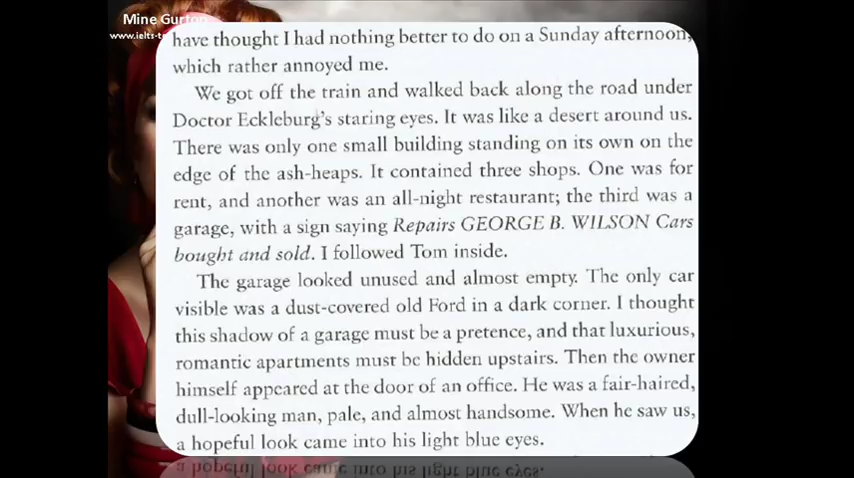 Mine Gurton
www.ielts-t
have thought I had nothing better to do on a Sunday afternoon,
which rather annoyed me.
We got off the train and walked back along the road under
Doctor Eckleburg's staring eyes. It was like a desert around us.
There was only one small building standing on its own on the
edge of the ash-heaps. It contained three shops. One was for
rent, and another was an all-night restaurant; the third was a
garage, with a sign saying Repairs GEORGE B. WILSON Cars
bought and sold. I followed Tom inside.
The garage looked unused and almost empty. The only car
visible was a dust-covered old Ford in a dark corner. I thought
this shadow of a garage must be a pretence, and that luxurious,
romantic apartments must be hidden upstairs. Then the owner
himself appeared at the door of an office. He was a fair-haired,
dull-looking man, pale, and almost handsome. When he saw us,
a hopeful look came into his light blue eyes.